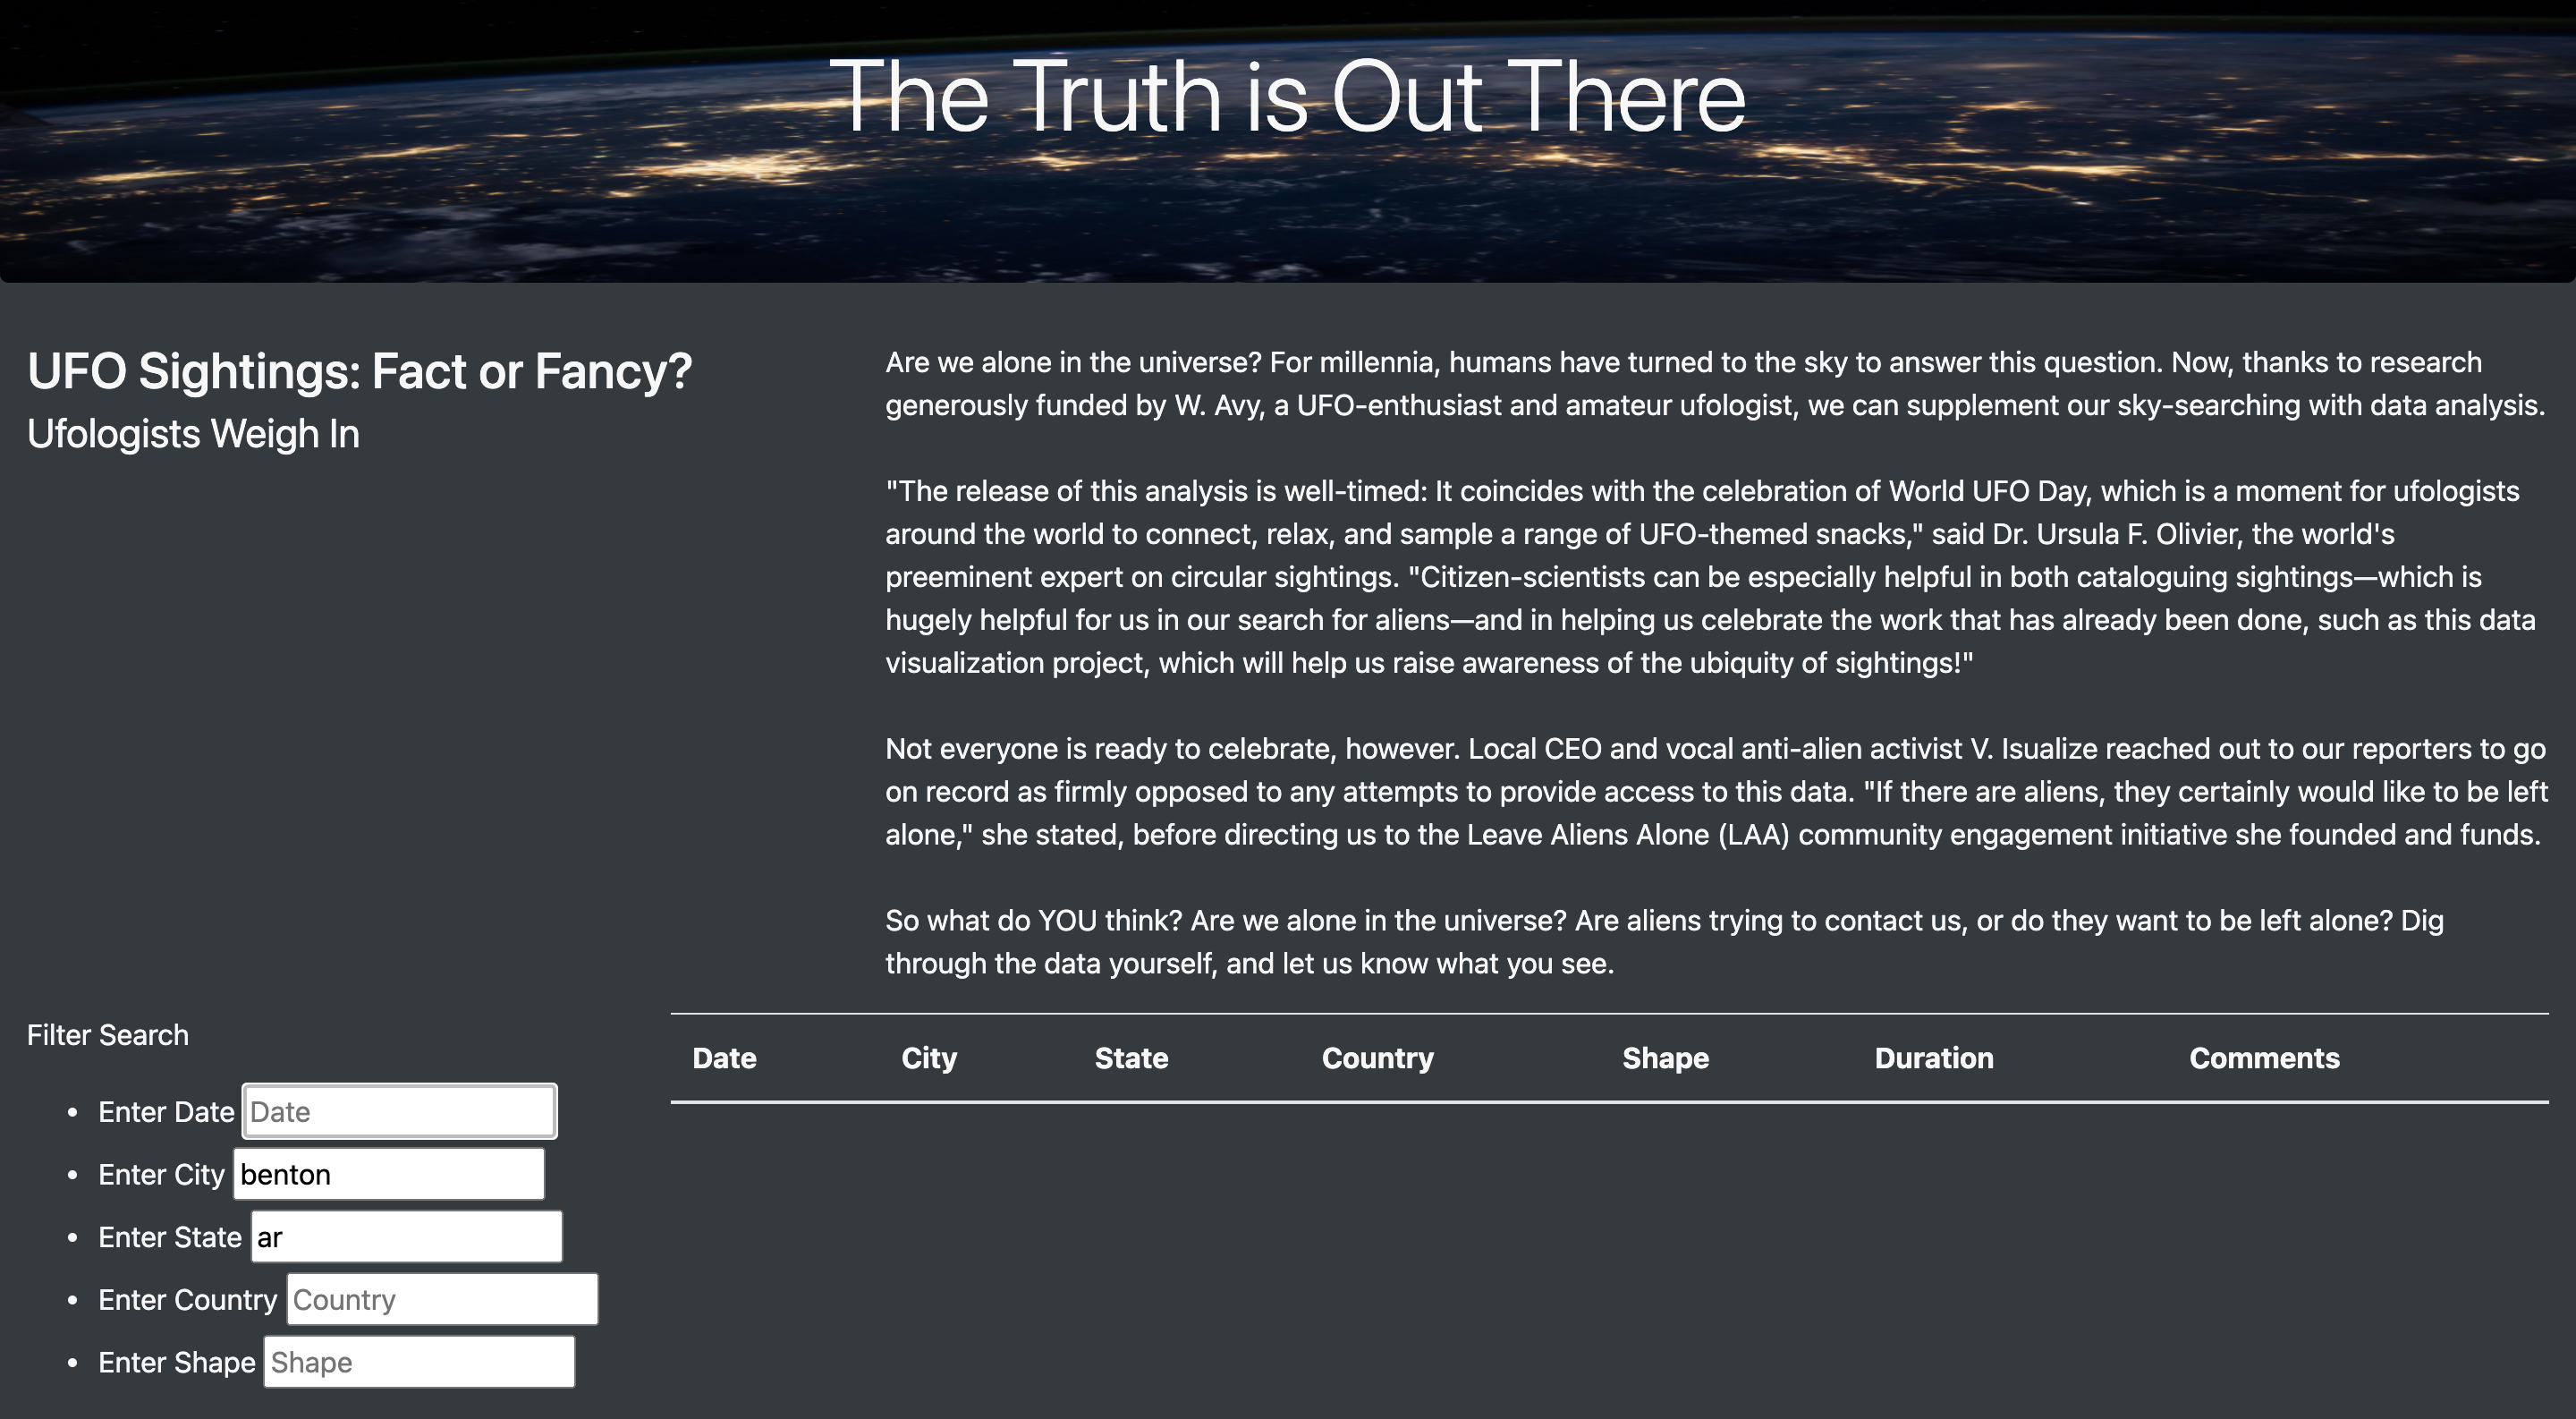 The Truth is Out There
UFO Sightings: Fact or Fancy?
Ufologists Weigh In
Are we alone in the universe? For millennia, humans have turned to the sky to answer this question. Now, thanks to research
generously funded by W. Avy, a UFO-enthusiast and amateur ufologist, we can supplement our sky-searching with data analysis.
"The release of this analysis is well-timed: It coincides with the celebration of World UFO Day, which is a moment for ufologists
around the world to connect, relax, and sample a range of UFO-themed snacks," said Dr. Ursula F. Olivier, the world's
preeminent expert on circular sightings. "Citizen-scientists can be especially helpful in both cataloguing sightings—which is
hugely helpful for us in our search for aliens—and in helping us celebrate the work that has already been done, such as this data
visualization project, which will help us raise awareness of the ubiquity of sightings!"
Not everyone is ready to celebrate, however. Local CEO and vocal anti-alien activist V. Isualize reached out to our reporters to go
on record as firmly opposed to any attempts to provide access to this data. "If there are aliens, they certainly would like to be left
alone," she stated, before directing us to the Leave Aliens Alone (LAA) community engagement initiative she founded and funds.
So what do YOU think? Are we alone in the universe? Are aliens trying to contact us, or do they want to be left alone? Dig
through the data yourself, and let us know what you see.
Filter Search
Enter Date Date
Enter City benton
Enter State ar
Enter Country Country
Enter Shape Shape
Date City State Country Shape Duration Comments